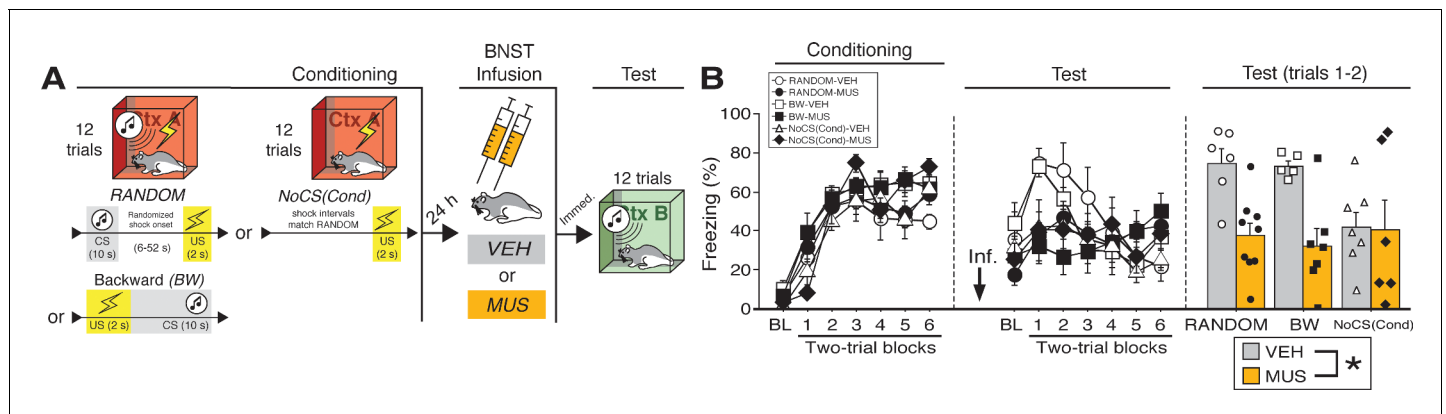 A
Conditioning
12
trials
Ctx A
RANDOM
CS
(10 s)
Randomized
shock onset
(6-52 s)
US
(2 s)
or
12
trials
Ctx A
NoCS(Cond)
shock intervals
match RANDOM
US
(2 s)
or
Backward (BW)
US (2 s)
CS (10 s)
24 h
BNST
Infusion
VEH
or
MUS
Immed.
Test
12 trials
Ctx B
B
Conditioning
RANDOM-VEH
RANDOM-MUS
BW-VEH
BW-MUS
NoCS(Cond)-VEH
NoCS(Cond)-MUS
Freezing (%)
100
80
60
40
20
0
BL 1 2 3 4 5 6
Two-trial blocks
Test
Inf.
BL 1 2 3 4 5 6
Two-trial blocks
Test (trials 1-2)
RANDOM BW NoCS(Cond)
VEH
MUS
*